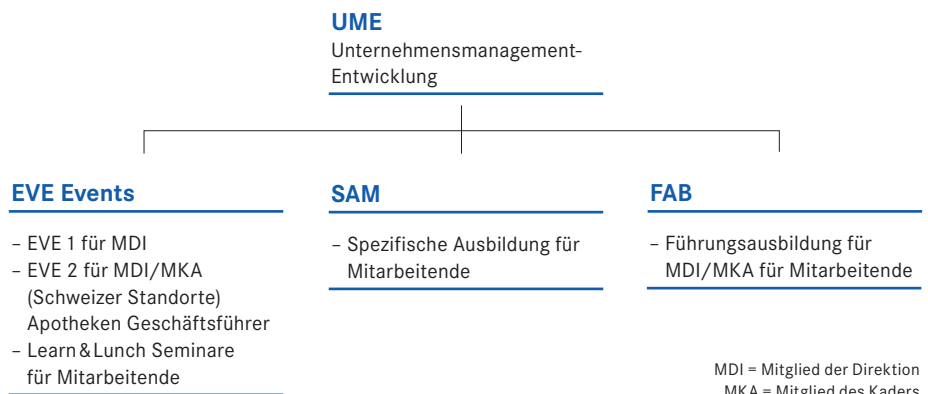 UME
Unternehmensmanagement-
Entwicklung
EVE Events
– EVE 1 für MDI
– EVE 2 für MDI/MKA
(Schweizer Standorte)
Apotheken Geschäftsführer
– Learn & Lunch Seminare
für Mitarbeitende
SAM
– Spezifische Ausbildung für
Mitarbeitende
FAB
– Führungsausbildung für
MDI/MKA für Mitarbeitende
MDI = Mitglied der Direktion
MKA = Mitglied des Kaders